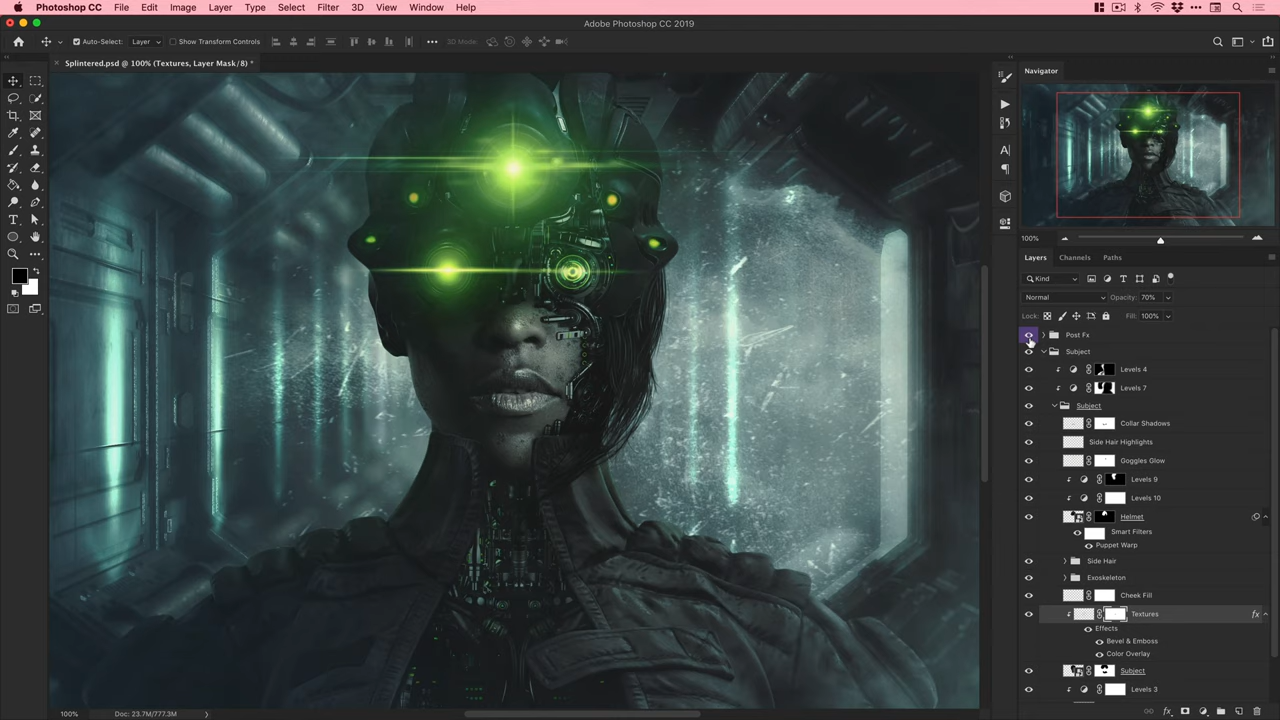 Photoshop CC File Edit Image Layer Type Select Filter 3D View Window Help
Adobe Photoshop CC 2019
Auto-Select: Layer Show Transform Controls 3D Mode:
Splintered.psd @ 100% (Textures, Layer Mask/8) *
Navigator
100%
Layers Channels Paths
Kind
Normal Opacity: 70%
Lock: Fill: 100%
Post Fx
Subject
Levels 4
Levels 7
Subject
Collar Shadows
Side Hair Highlights
Goggles Glow
Levels 9
Levels 10
Helmet
Smart Filters
Puppet Warp
Side Hair
Exoskeleton
Cheek Fill
Textures fx
Effects
Bevel & Emboss
Color Overlay
Subject
Levels 3
100% Doc: 23.7M/777.3M